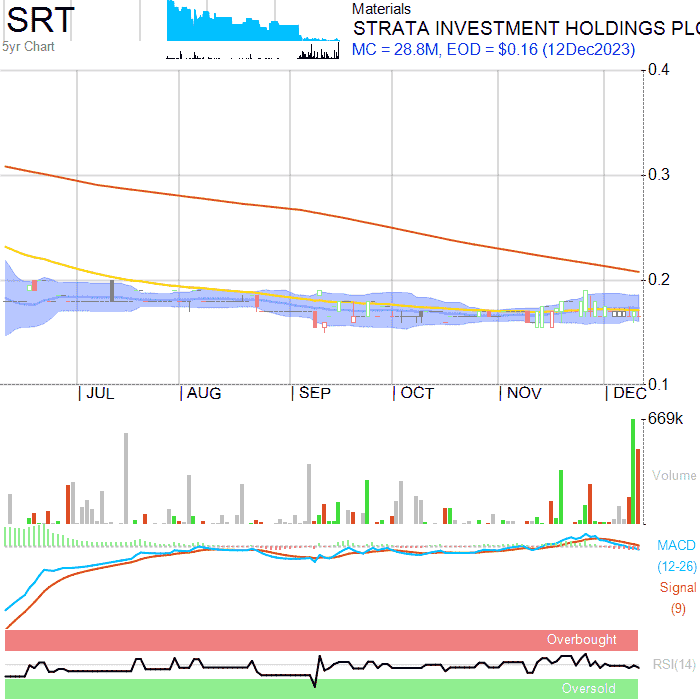 SRT
5yr Chart
Materials
STRATA INVESTMENT HOLDINGS PLC
MC = 28.8M, EOD = $0.16 (12Dec2023)
0.4
0.3
0.2
0.1
| JUL | AUG | SEP | OCT | NOV | DEC
669k
Volume
MACD
(12-26)
Signal
(9)
Overbought
RSI(14)
Oversold